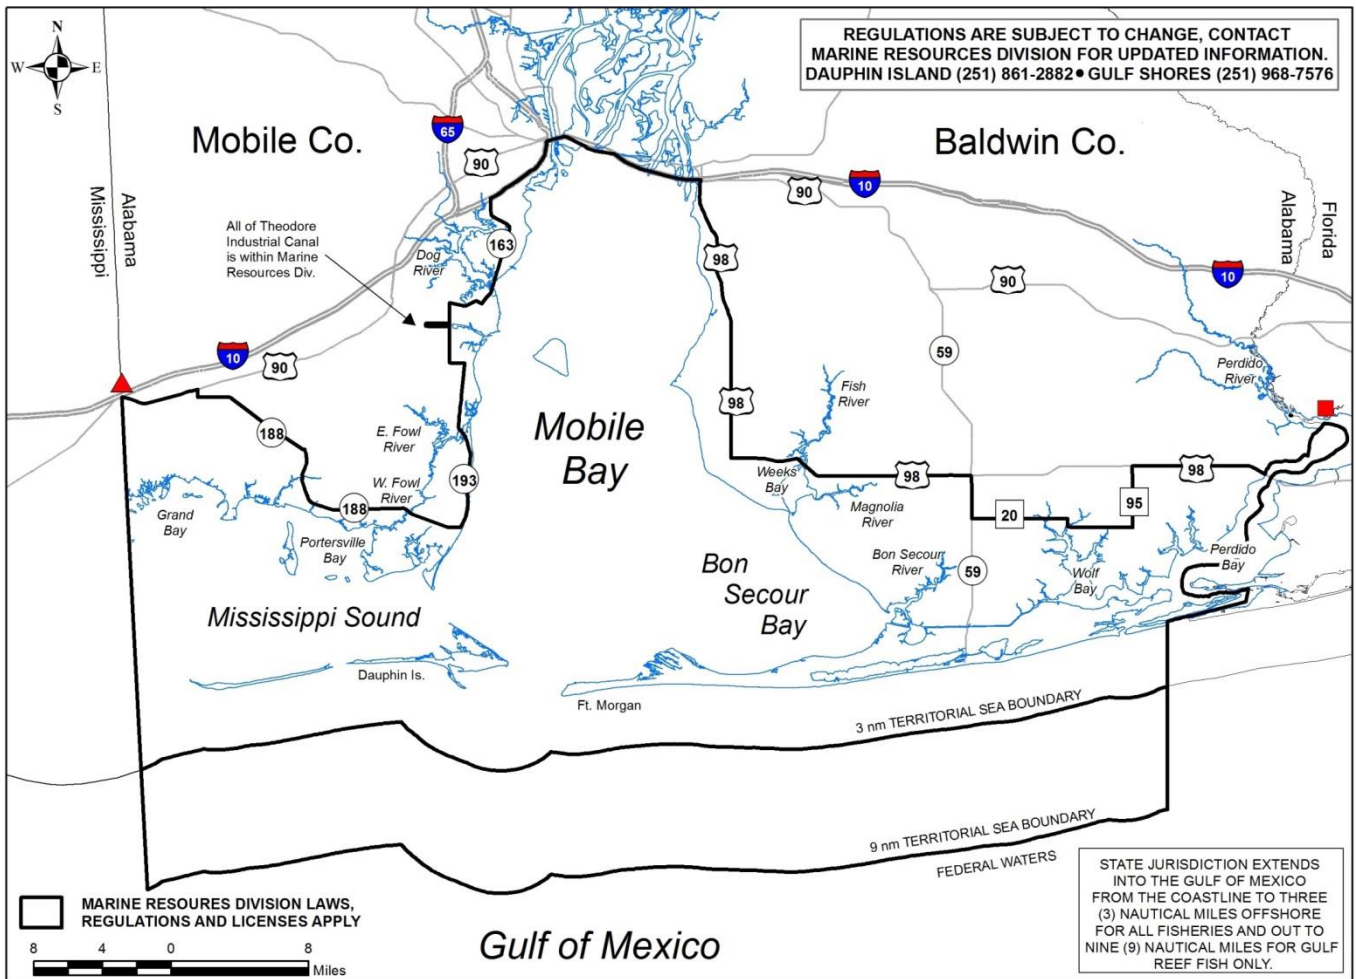 REGULATIONS ARE SUBJECT TO CHANGE, CONTACT
MARINE RESOURCES DIVISION FOR UPDATED INFORMATION.
DAUPHIN ISLAND (251) 861-2882 ● GULF SHORES (251) 968-7576
N
W E
S
Mobile Co.
65
90
Baldwin Co.
90
10
Mississippi
Alabama
Alabama
Florida
All of Theodore
Industrial Canal
is within Marine
Resources Div.
Dog
River
163
98
90
10
10
90
59
Perdido
River
98
Fish
River
188
E. Fowl
River
Mobile
Bay
W. Fowl
River
193
Weeks
Bay
98
98
Magnolia
River
20
95
Grand
Bay
188
Portersville
Bay
Bon Secour
River
59
Wolf
Bay
Perdido
Bay
Bon
Secour
Bay
Mississippi Sound
Dauphin Is.
Ft. Morgan
3 nm TERRITORIAL SEA BOUNDARY
9 nm TERRITORIAL SEA BOUNDARY
FEDERAL WATERS
MARINE RESOURES DIVISION LAWS,
REGULATIONS AND LICENSES APPLY
8 4 0 8
Miles
Gulf of Mexico
STATE JURISDICTION EXTENDS
INTO THE GULF OF MEXICO
FROM THE COASTLINE TO THREE
(3) NAUTICAL MILES OFFSHORE
FOR ALL FISHERIES AND OUT TO
NINE (9) NAUTICAL MILES FOR GULF
REEF FISH ONLY.